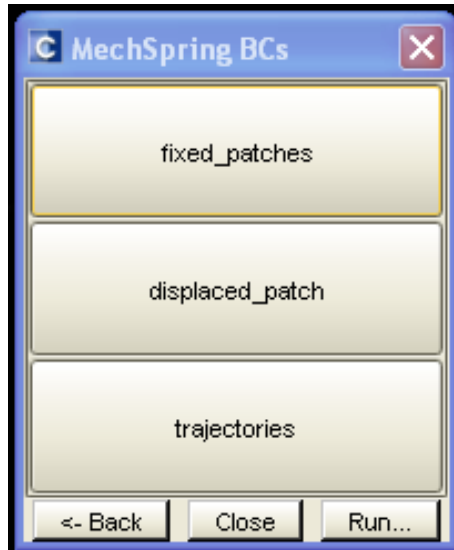 C MechSpring BCs
fixed_patches
displaced_patch
trajectories
<- Back Close Run...